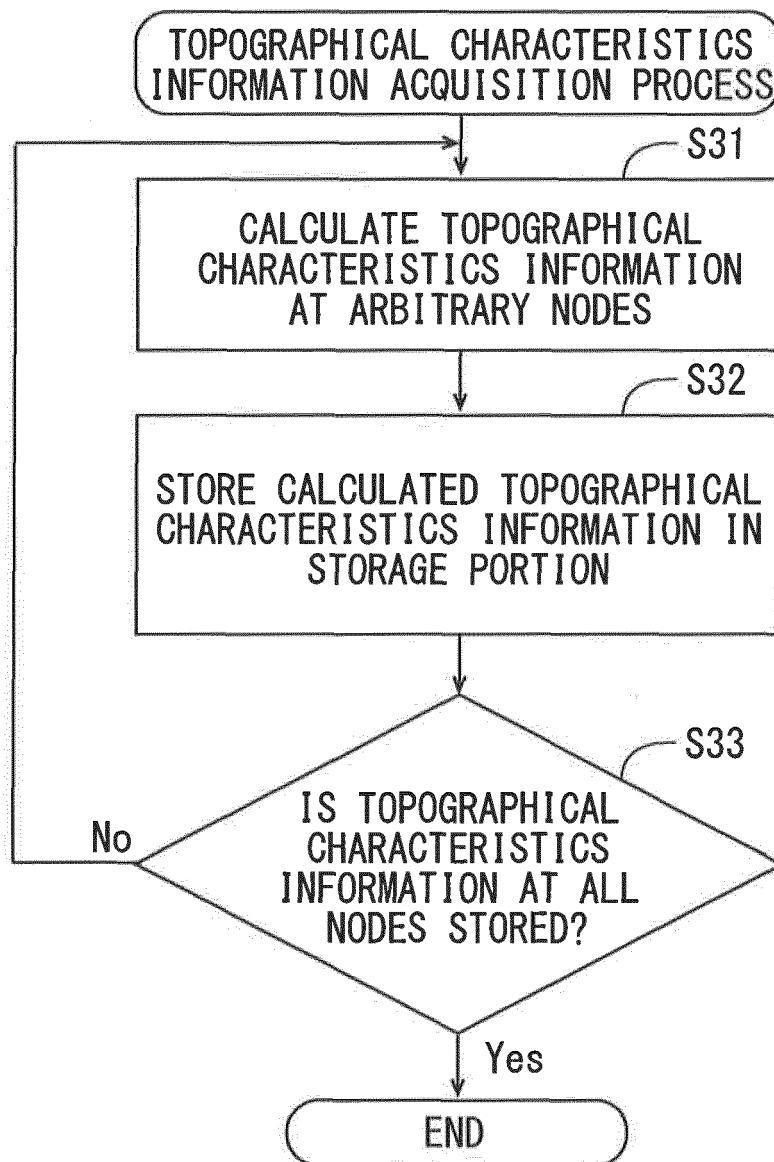 TOPOGRAPHICAL CHARACTERISTICS
INFORMATION ACQUISITION PROCESS
S31
CALCULATE TOPOGRAPHICAL
CHARACTERISTICS INFORMATION
AT ARBITRARY NODES
S32
STORE CALCULATED TOPOGRAPHICAL
CHARACTERISTICS INFORMATION IN
STORAGE PORTION
S33
IS TOPOGRAPHICAL
CHARACTERISTICS
INFORMATION AT ALL
NODES STORED?
No
Yes
END